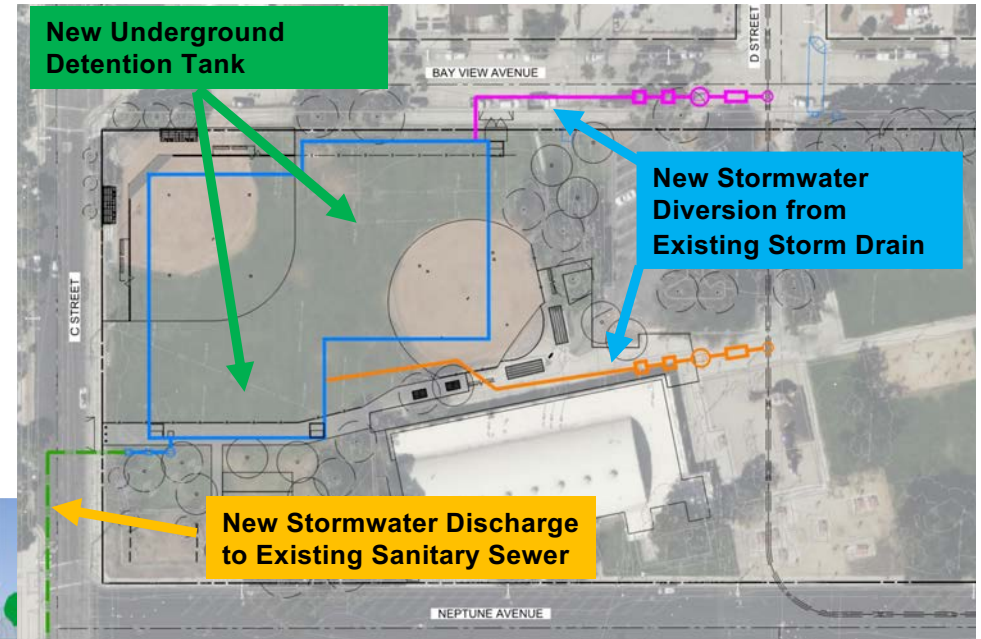 New Underground
Detention Tank
BAY VIEW AVENUE
D STREET
New Stormwater
Diversion from
Existing Storm Drain
C STREET
New Stormwater Discharge
to Existing Sanitary Sewer
NEPTUNE AVENUE